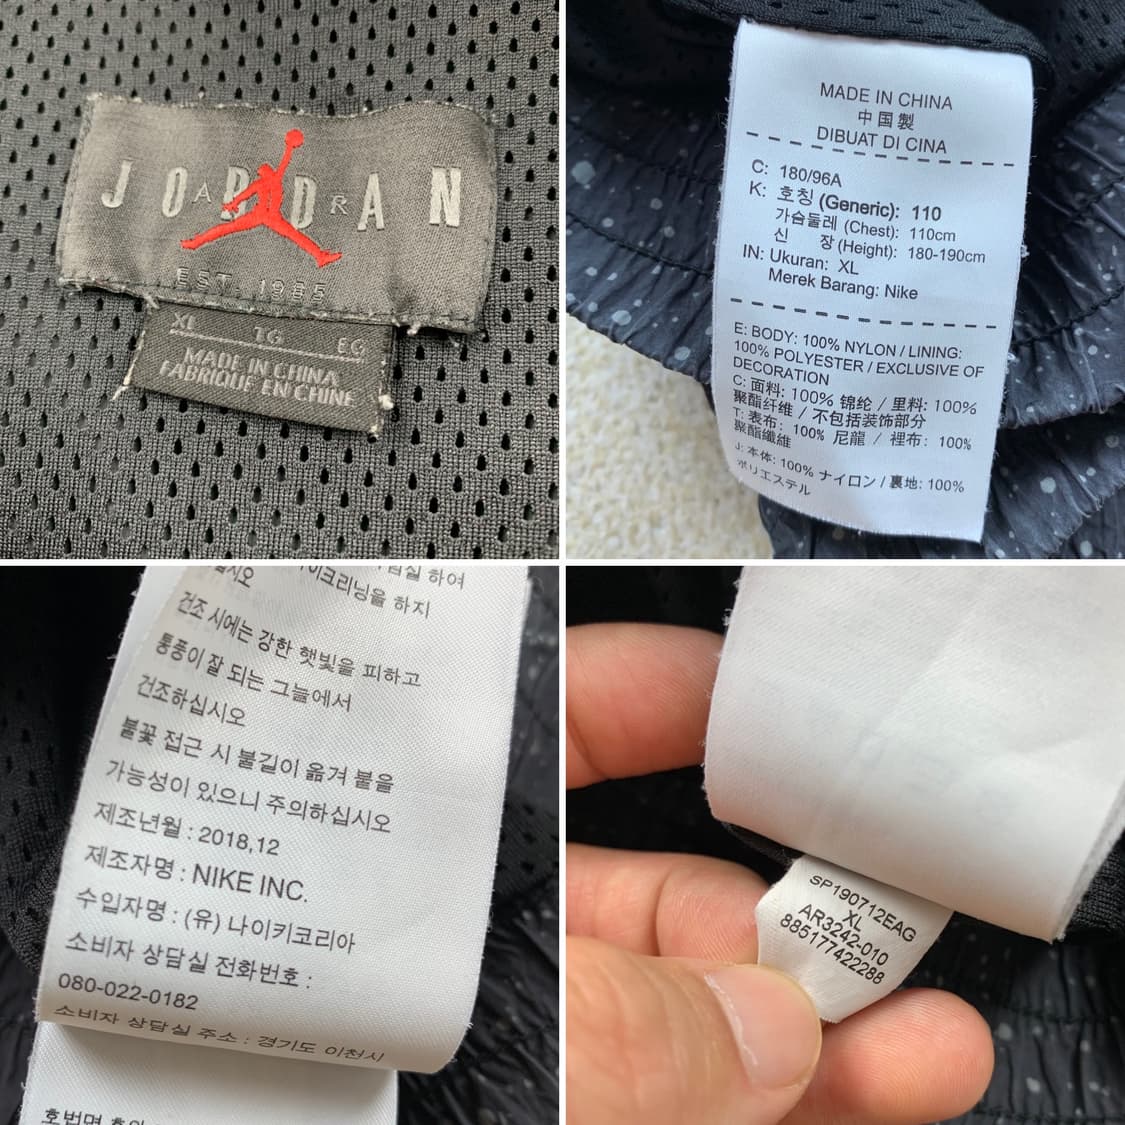 JORDAN
AIR
EST. 1985
XL TG EG
MADE IN CHINA
FABRIQUE EN CHINE
MADE IN CHINA
中国製
DIBUAT DI CINA
C: 180/96A
K: 호칭 (Generic): 110
가슴둘레 (Chest): 110cm
신 장 (Height): 180-190cm
IN: Ukuran: XL
Merek Barang: Nike
E: BODY: 100% NYLON / LINING:
100% POLYESTER / EXCLUSIVE OF
DECORATION
C: 面料: 100% 锦纶 / 里料: 100%
聚酯纤维 / 不包括装饰部分
T: 表布: 100% 尼龍 / 裡布: 100%
聚酯纖維
J: 本体: 100% ナイロン / 裏地: 100%
ポリエステル
하여
이크리닝을 하지
십시오
건조 시에는 강한 햇빛을 피하고
통풍이 잘 되는 그늘에서
건조하십시오
불꽃 접근 시 불길이 옮겨 붙을
가능성이 있으니 주의하십시오
제조년월 : 2018,12
제조자명 : NIKE INC.
수입자명 : (유) 나이키코리아
소비자 상담실 전화번호 :
080-022-0182
소비자 상담실 주소 : 경기도 이천시
SP190712EAG
XL
AR3242-010
885177422288